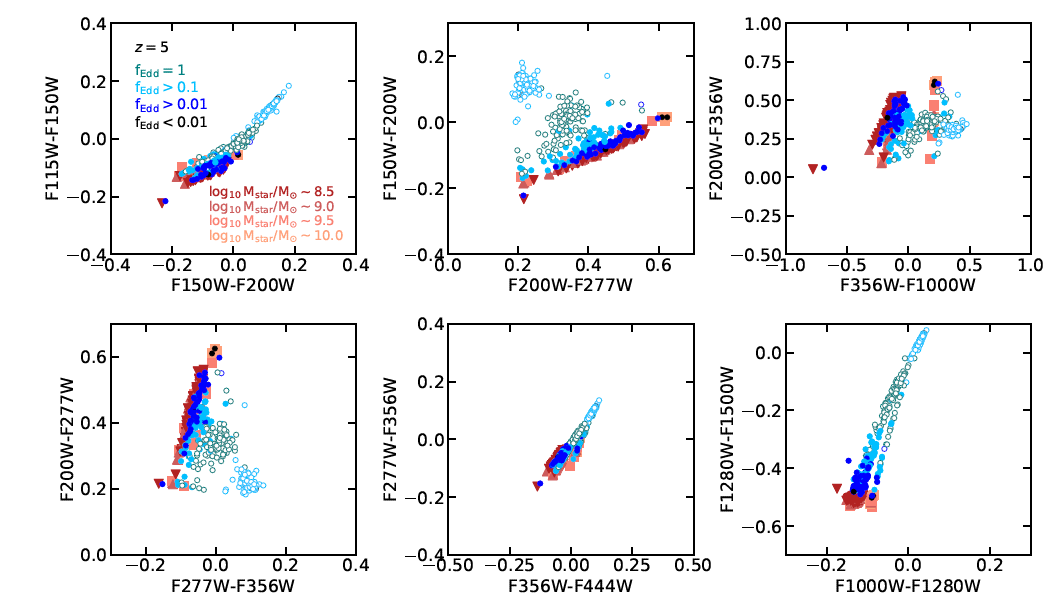 0.4
0.2
0.0
−0.2
−0.4
F115W-F150W
z = 5
fEdd = 1
fEdd > 0.1
fEdd > 0.01
fEdd < 0.01
log10 Mstar/M⊙ ~ 8.5
log10 Mstar/M⊙ ~ 9.0
log10 Mstar/M⊙ ~ 9.5
log10 Mstar/M⊙ ~ 10.0
−0.4 −0.2 0.0 0.2 0.4
F150W-F200W
0.2
0.0
−0.2
−0.4
F150W-F200W
0.0 0.2 0.4 0.6
F200W-F277W
1.00
0.75
0.50
0.25
0.00
−0.25
−0.50
F200W-F356W
−1.0 −0.5 0.0 0.5 1.0
F356W-F1000W
0.6
0.4
0.2
0.0
F200W-F277W
−0.2 0.0 0.2 0.4
F277W-F356W
0.4
0.2
0.0
−0.2
−0.4
F277W-F356W
−0.50 −0.25 0.00 0.25 0.50
F356W-F444W
0.0
−0.2
−0.4
−0.6
F1280W-F1500W
−0.2 0.0 0.2
F1000W-F1280W